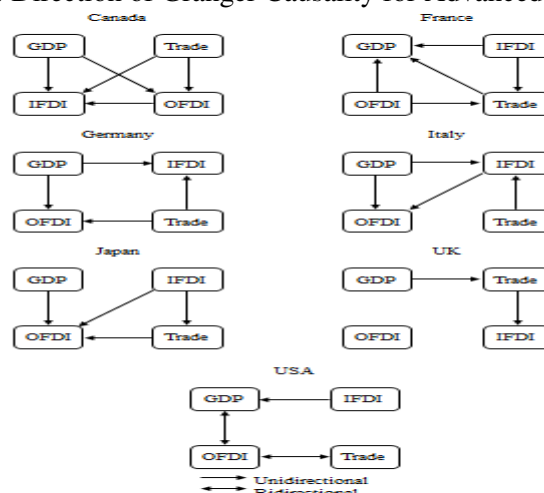 Direction of Granger Causality for Advanced
Canada
GDP Trade
IFDI OFDI
France
GDP IFDI
OFDI Trade
Germany
GDP IFDI
OFDI Trade
Italy
GDP IFDI
OFDI Trade
Japan
GDP IFDI
OFDI Trade
UK
GDP Trade
OFDI IFDI
USA
GDP IFDI
OFDI Trade
Unidirectional
Bidirectional